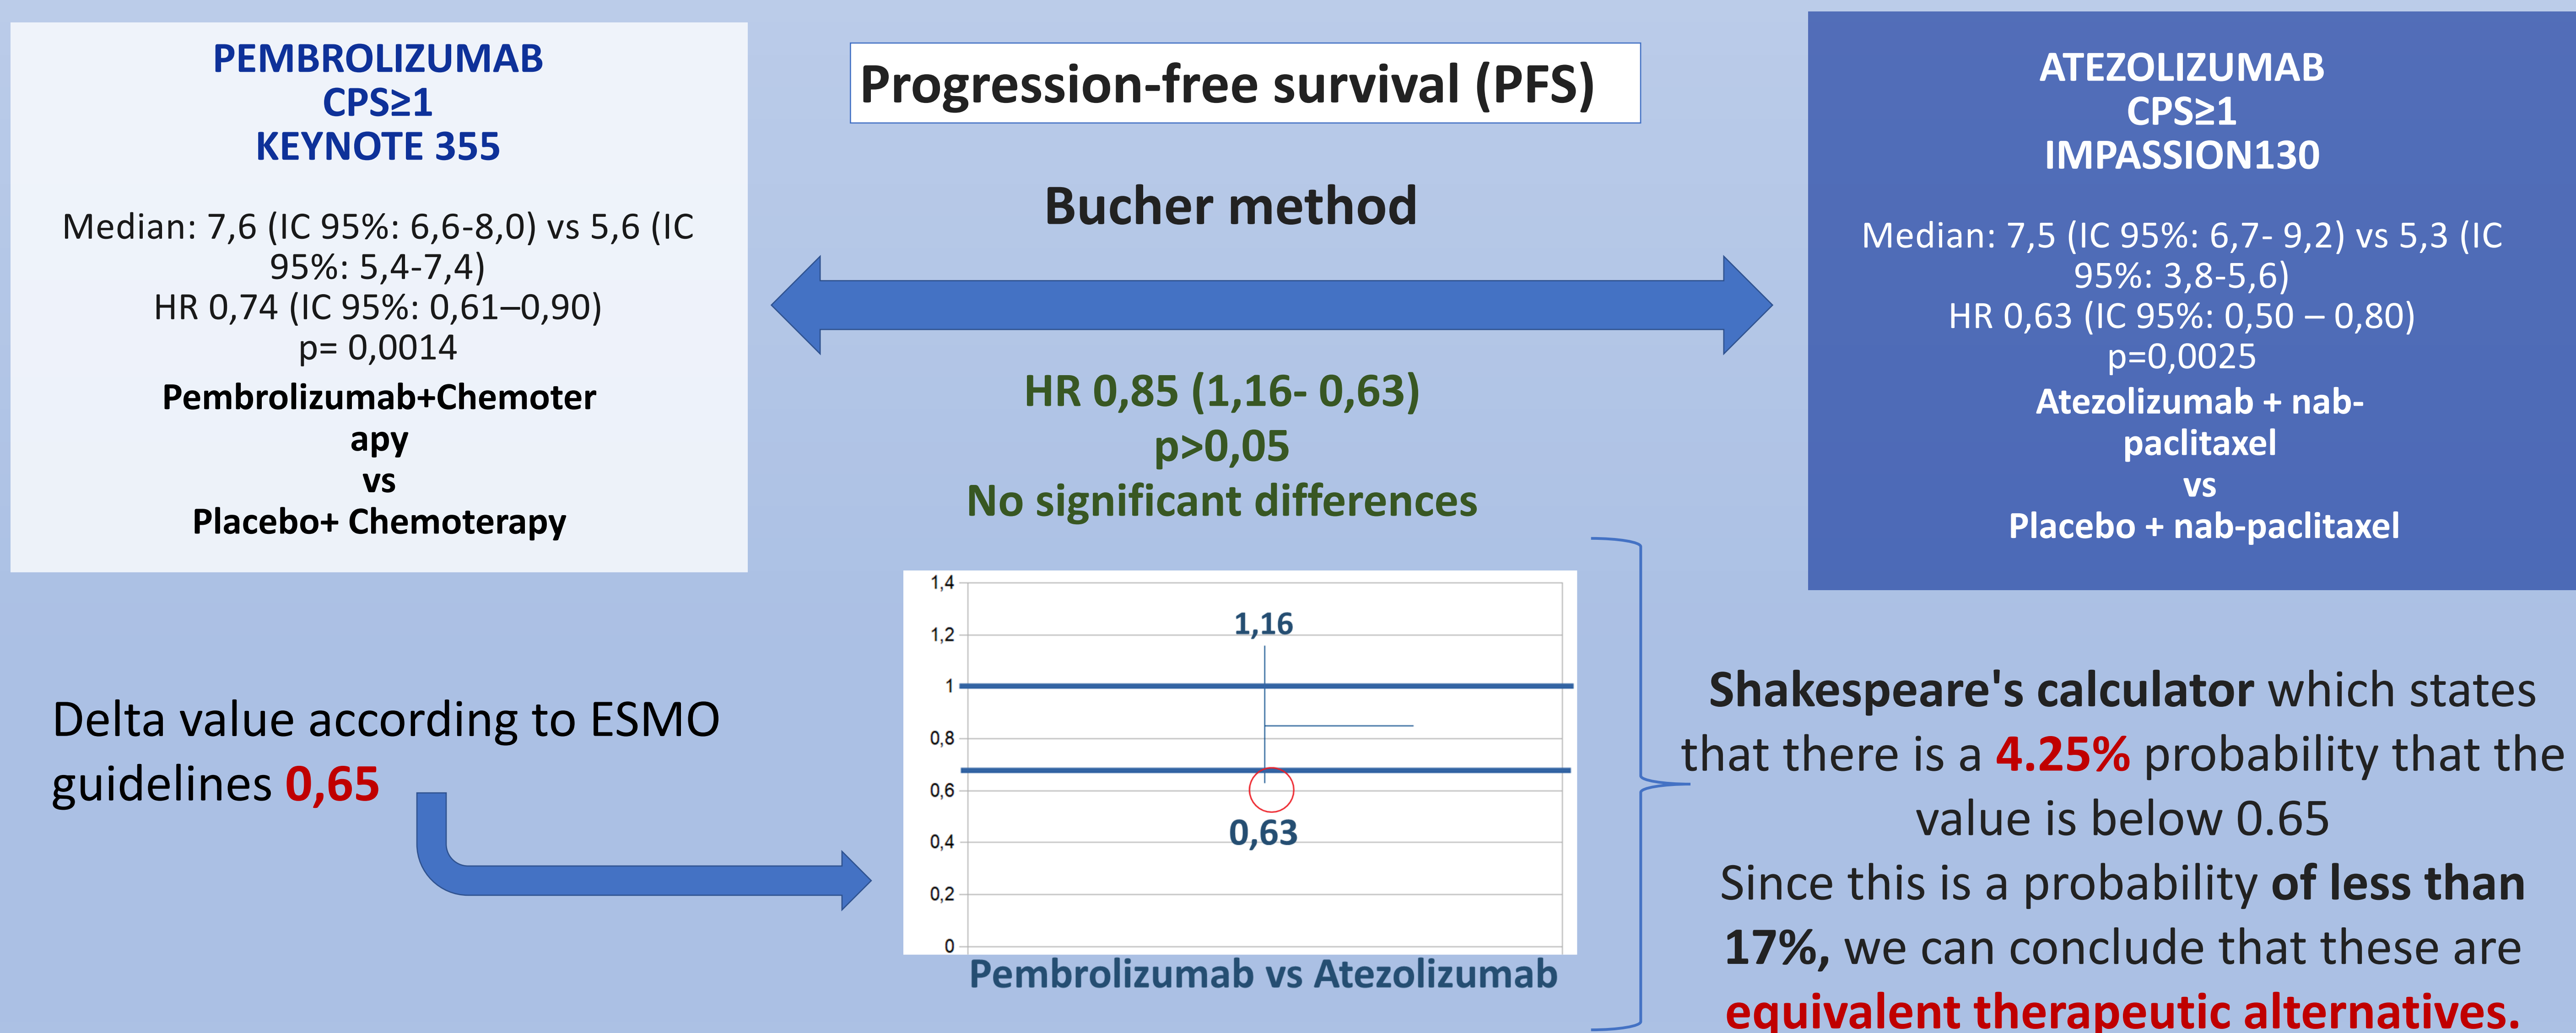 PEMBROLIZUMAB
CPS≥1
KEYNOTE 355
Median: 7,6 (IC 95%: 6,6-8,0) vs 5,6 (IC
95%: 5,4-7,4)
HR 0,74 (IC 95%: 0,61–0,90)
p= 0,0014
Pembrolizumab+Chemoter
apy
vs
Placebo+ Chemoterapy
Progression-free survival (PFS)
Bucher method
HR 0,85 (1,16- 0,63)
p>0,05
No significant differences
ATEZOLIZUMAB
CPS≥1
IMPASSION130
Median: 7,5 (IC 95%: 6,7- 9,2) vs 5,3 (IC
95%: 3,8-5,6)
HR 0,63 (IC 95%: 0,50 – 0,80)
p=0,0025
Atezolizumab + nab-
paclitaxel
vs
Placebo + nab-paclitaxel
Delta value according to ESMO
guidelines 0,65
1,4
1,2
1
0,8
0,6
0,4
0,2
0
1,16
0,63
Pembrolizumab vs Atezolizumab
Shakespeare's calculator which states
that there is a 4.25% probability that the
value is below 0.65
Since this is a probability of less than
17%, we can conclude that these are
equivalent therapeutic alternatives.